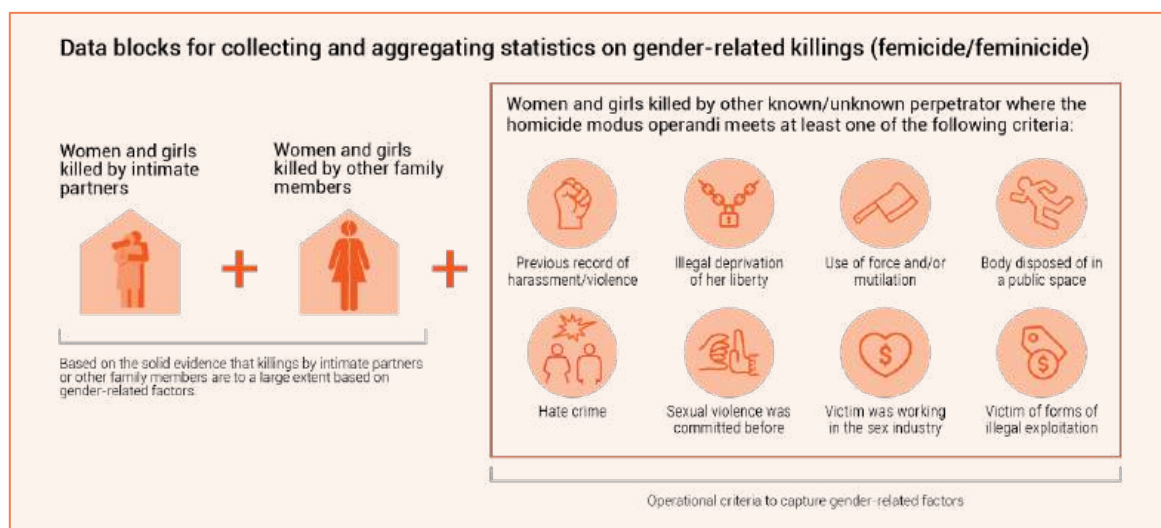 Data blocks for collecting and aggregating statistics on gender-related killings (femicide/feminicide)
Women and girls
killed by intimate
partners
Women and girls
killed by other family
members
Based on the solid evidence that killings by intimate partners
or other family members are to a large extent based on
gender-related factors.
Women and girls killed by other known/unknown perpetrator where the
homicide modus operandi meets at least one of the following criteria:
Previous record of
harassment/violence
Illegal deprivation
of her liberty
Use of force and/or
mutilation
Body disposed of in
a public space
Hate crime
Sexual violence was
committed before
Victim was working
in the sex industry
Victim of forms of
illegal exploitation
Operational criteria to capture gender-related factors